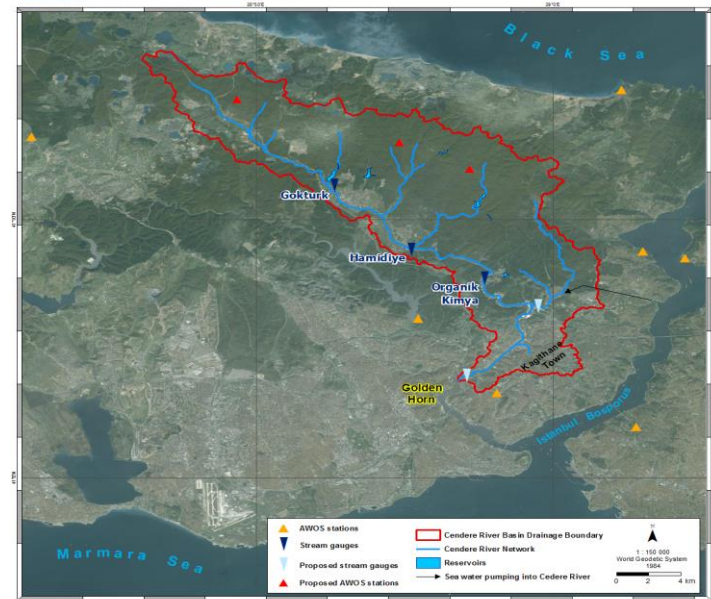 Black Sea
Gokturk
Hamidiye
Organik
Kimya
Kagithane
Town
Golden
Horn
Istanbul Bosporus
Marmara Sea
AWOS stations
Stream gauges
Proposed stream gauges
Proposed AWOS stations
Cendere River Basin Drainage Boundary
Cendere River Network
Reservoirs
Sea water pumping into Cedere River
N
1 : 150 000
World Geodetic System
1984
0 2 4 km